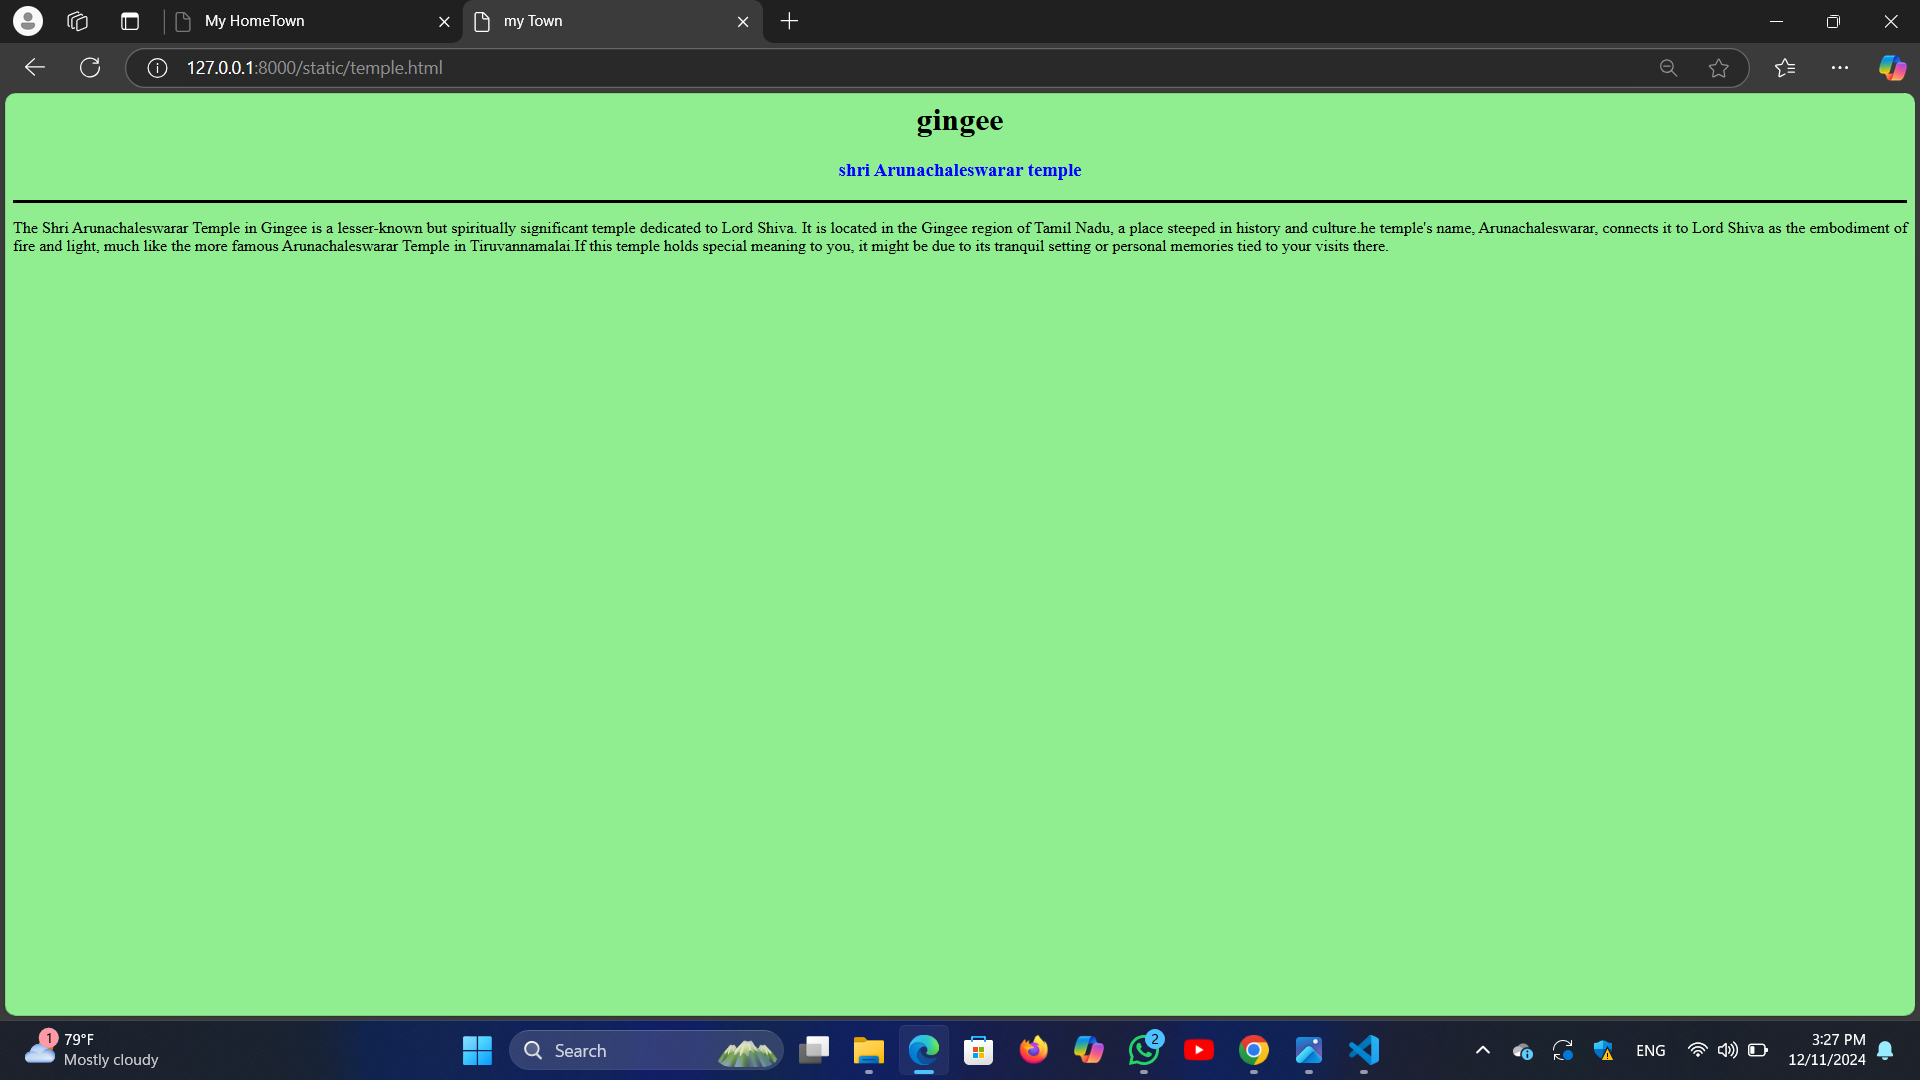 My HomeTown
my Town
127.0.0.1:8000/static/temple.html
gingee
shri Arunachaleswarar temple
The Shri Arunachaleswarar Temple in Gingee is a lesser-known but spiritually significant temple dedicated to Lord Shiva. It is located in the Gingee region of Tamil Nadu, a place steeped in history and culture.he temple's name, Arunachaleswarar, connects it to Lord Shiva as the embodiment of
fire and light, much like the more famous Arunachaleswarar Temple in Tiruvannamalai.If this temple holds special meaning to you, it might be due to its tranquil setting or personal memories tied to your visits there.
1
79°F
Mostly cloudy
Search
2
ENG
3:27 PM
12/11/2024